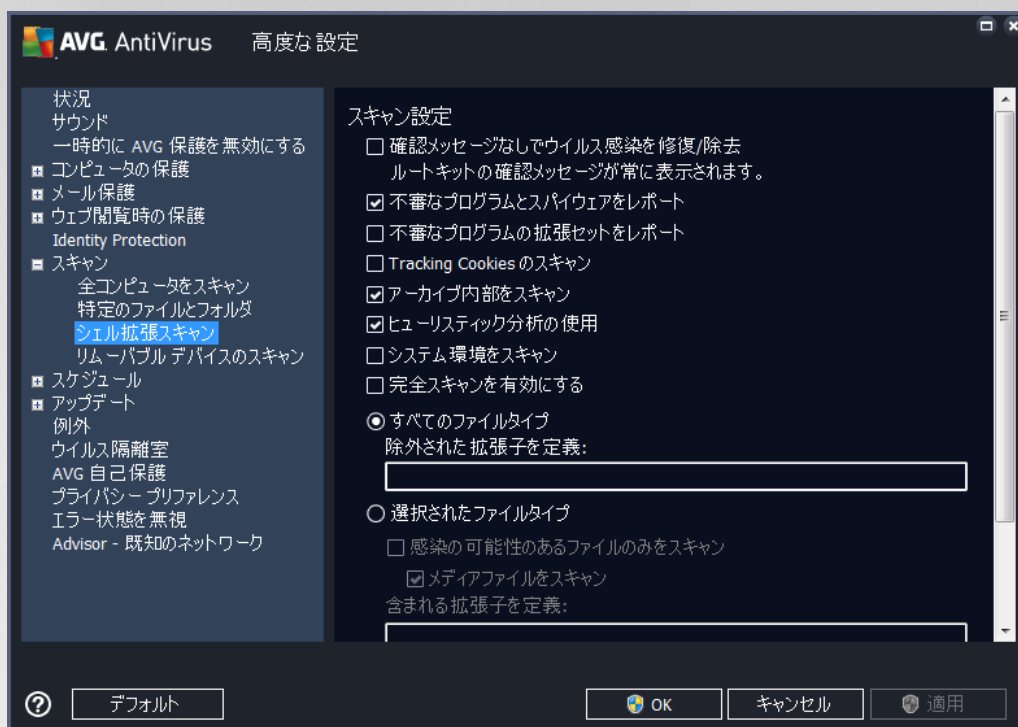 AVG AntiVirus 高度な設定
状況
サウンド
一時的に AVG 保護を無効にする
コンピュータの保護
メール保護
ウェブ閲覧時の保護
Identity Protection
スキャン
全コンピュータをスキャン
特定のファイルとフォルダ
シェル拡張スキャン
リムーバブル デバイスのスキャン
スケジュール
アップデート
例外
ウイルス隔離室
AVG 自己保護
プライバシー プリファレンス
エラー状態を無視
Advisor - 既知のネットワーク
スキャン設定
確認メッセージなしでウイルス感染を修復/除去
ルートキットの確認メッセージが常に表示されます。
不審なプログラムとスパイウェアをレポート
不審なプログラムの拡張セットをレポート
Tracking Cookies のスキャン
アーカイブ内部をスキャン
ヒューリスティック分析の使用
システム環境をスキャン
完全スキャンを有効にする
すべてのファイルタイプ
除外された拡張子を定義:
選択されたファイルタイプ
感染の可能性のあるファイルのみをスキャン
メディアファイルをスキャン
含まれる拡張子を定義:
デフォルト
OK
キャンセル
適用